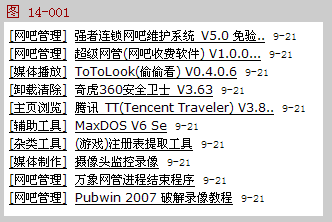 图 14-001
[网吧管理] 强者连锁网吧维护系统 V5.0 免验.. 9-21
[网吧管理] 超级网管(网吧收费软件) V1.0.0... 9-21
[媒体播放] ToToLook(偷偷看) V0.4.0.6 9-21
[卸载清除] 奇虎360安全卫士 V3.63 9-21
[主页浏览] 腾讯 TT(Tencent Traveler) V3.8.. 9-21
[辅助工具] MaxDOS V6 Se 9-21
[杂类工具] (游戏)注册表提取工具 9-21
[媒体制作] 摄像头监控录像 9-21
[网吧管理] 万象网管进程结束程序 9-21
[网吧管理] Pubwin 2007 破解录像教程 9-21